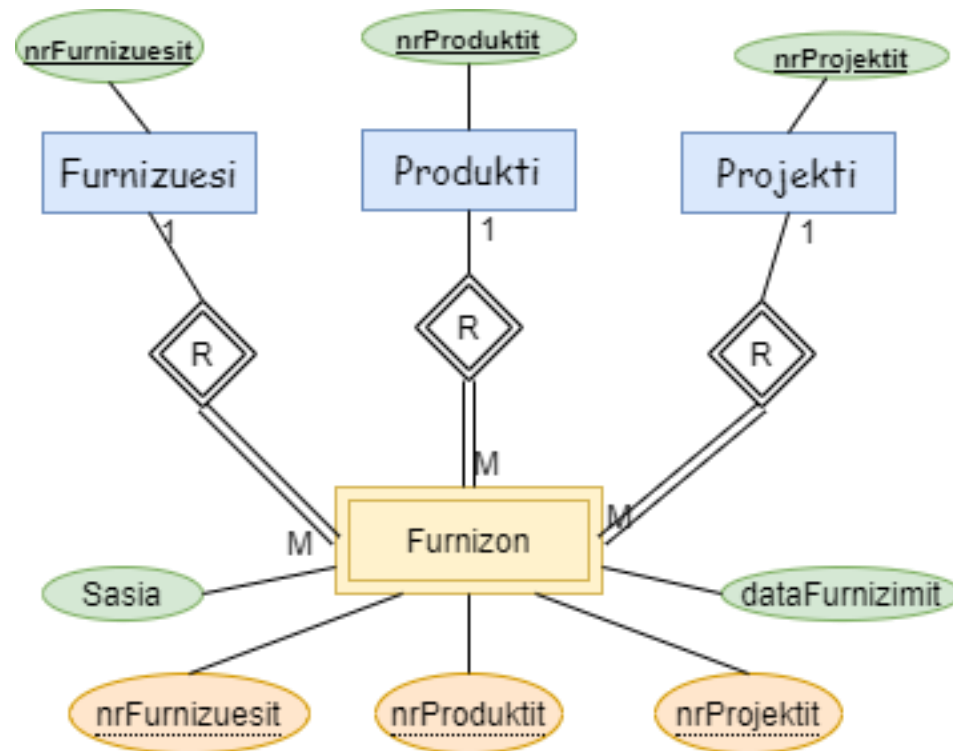 nrFurnizuesit
nrProduktit
nrProjektit
Furnizuesi
Produkti
Projekti
1
1
1
R
R
R
M
M
M
Furnizon
Sasia
dataFurnizimit
nrFurnizuesit
nrProduktit
nrProjektit